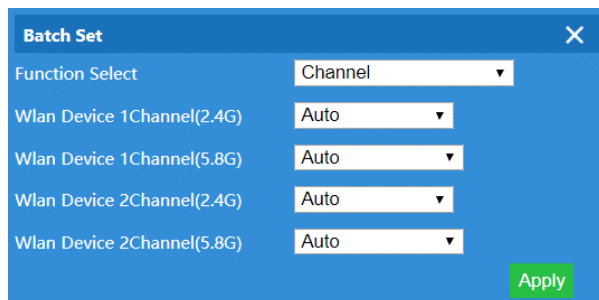 Batch Set
Function Select Channel
Wlan Device 1Channel(2.4G) Auto
Wlan Device 1Channel(5.8G) Auto
Wlan Device 2Channel(2.4G) Auto
Wlan Device 2Channel(5.8G) Auto
Apply